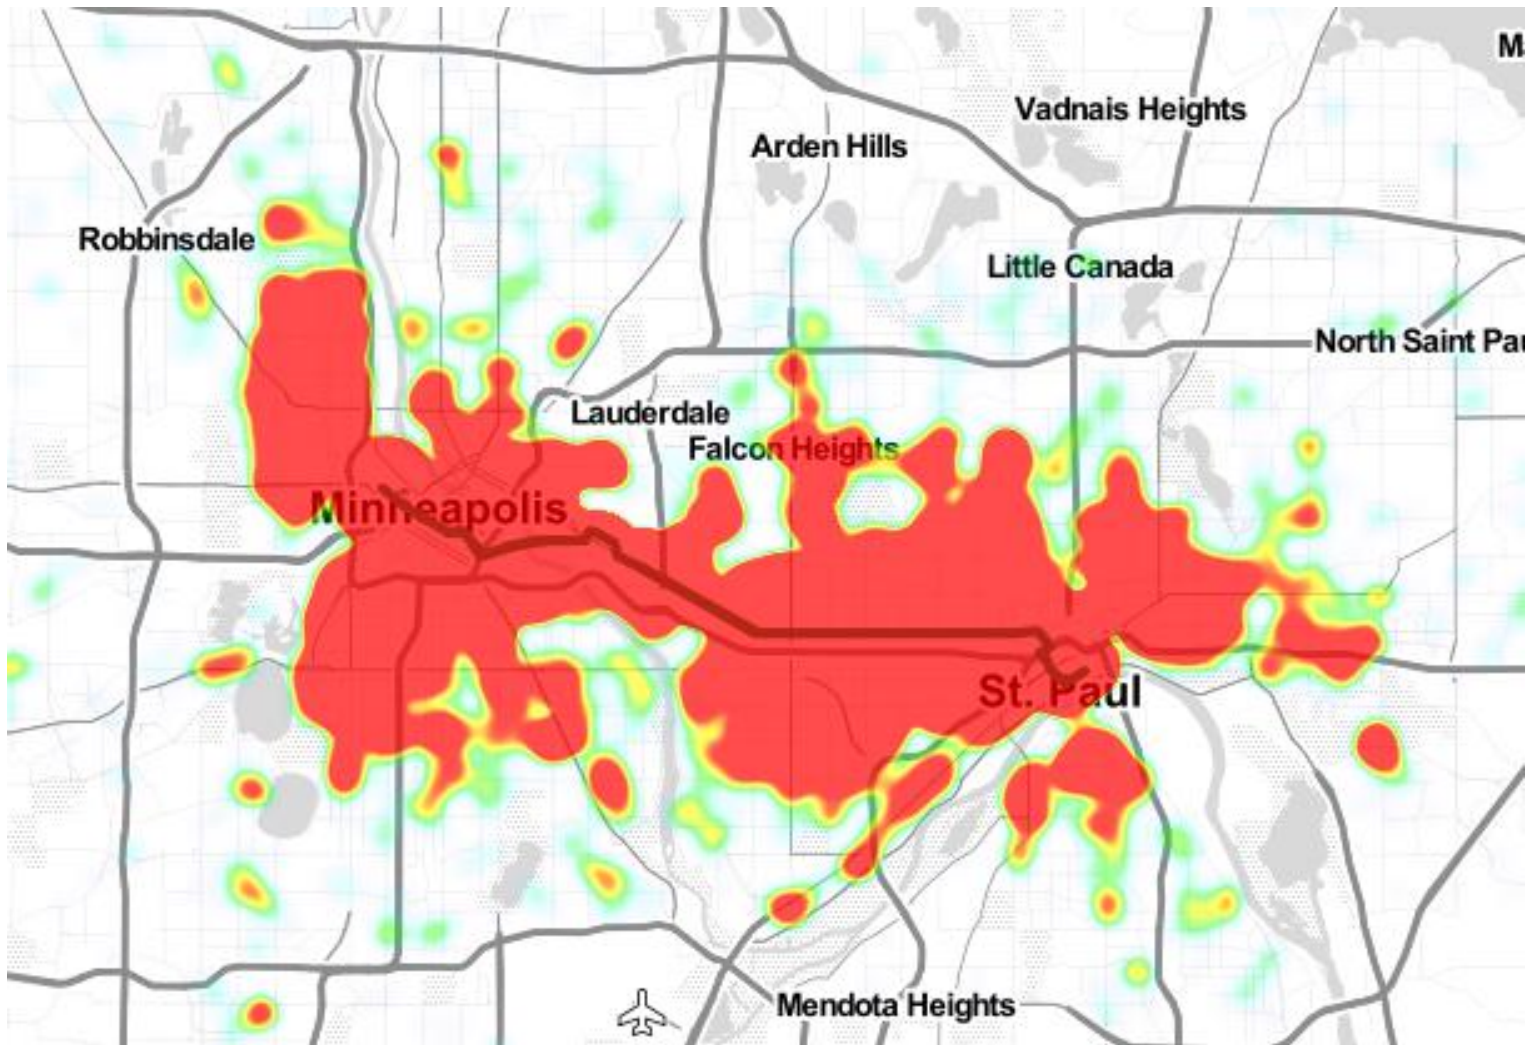 M
Vadnais Heights
Arden Hills
Robbinsdale
Little Canada
North Saint Pau
Lauderdale
Falcon Heights
Minneapolis
St. Paul
Mendota Heights